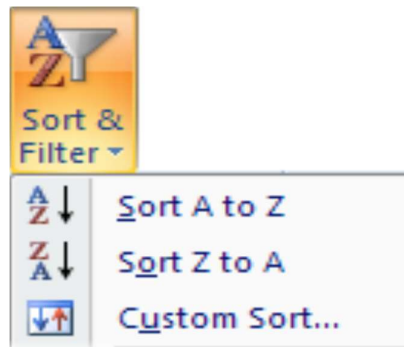 A
Z
Sort &
Filter
A
Z
Sort A to Z
Z
A
Sort Z to A
Custom Sort...